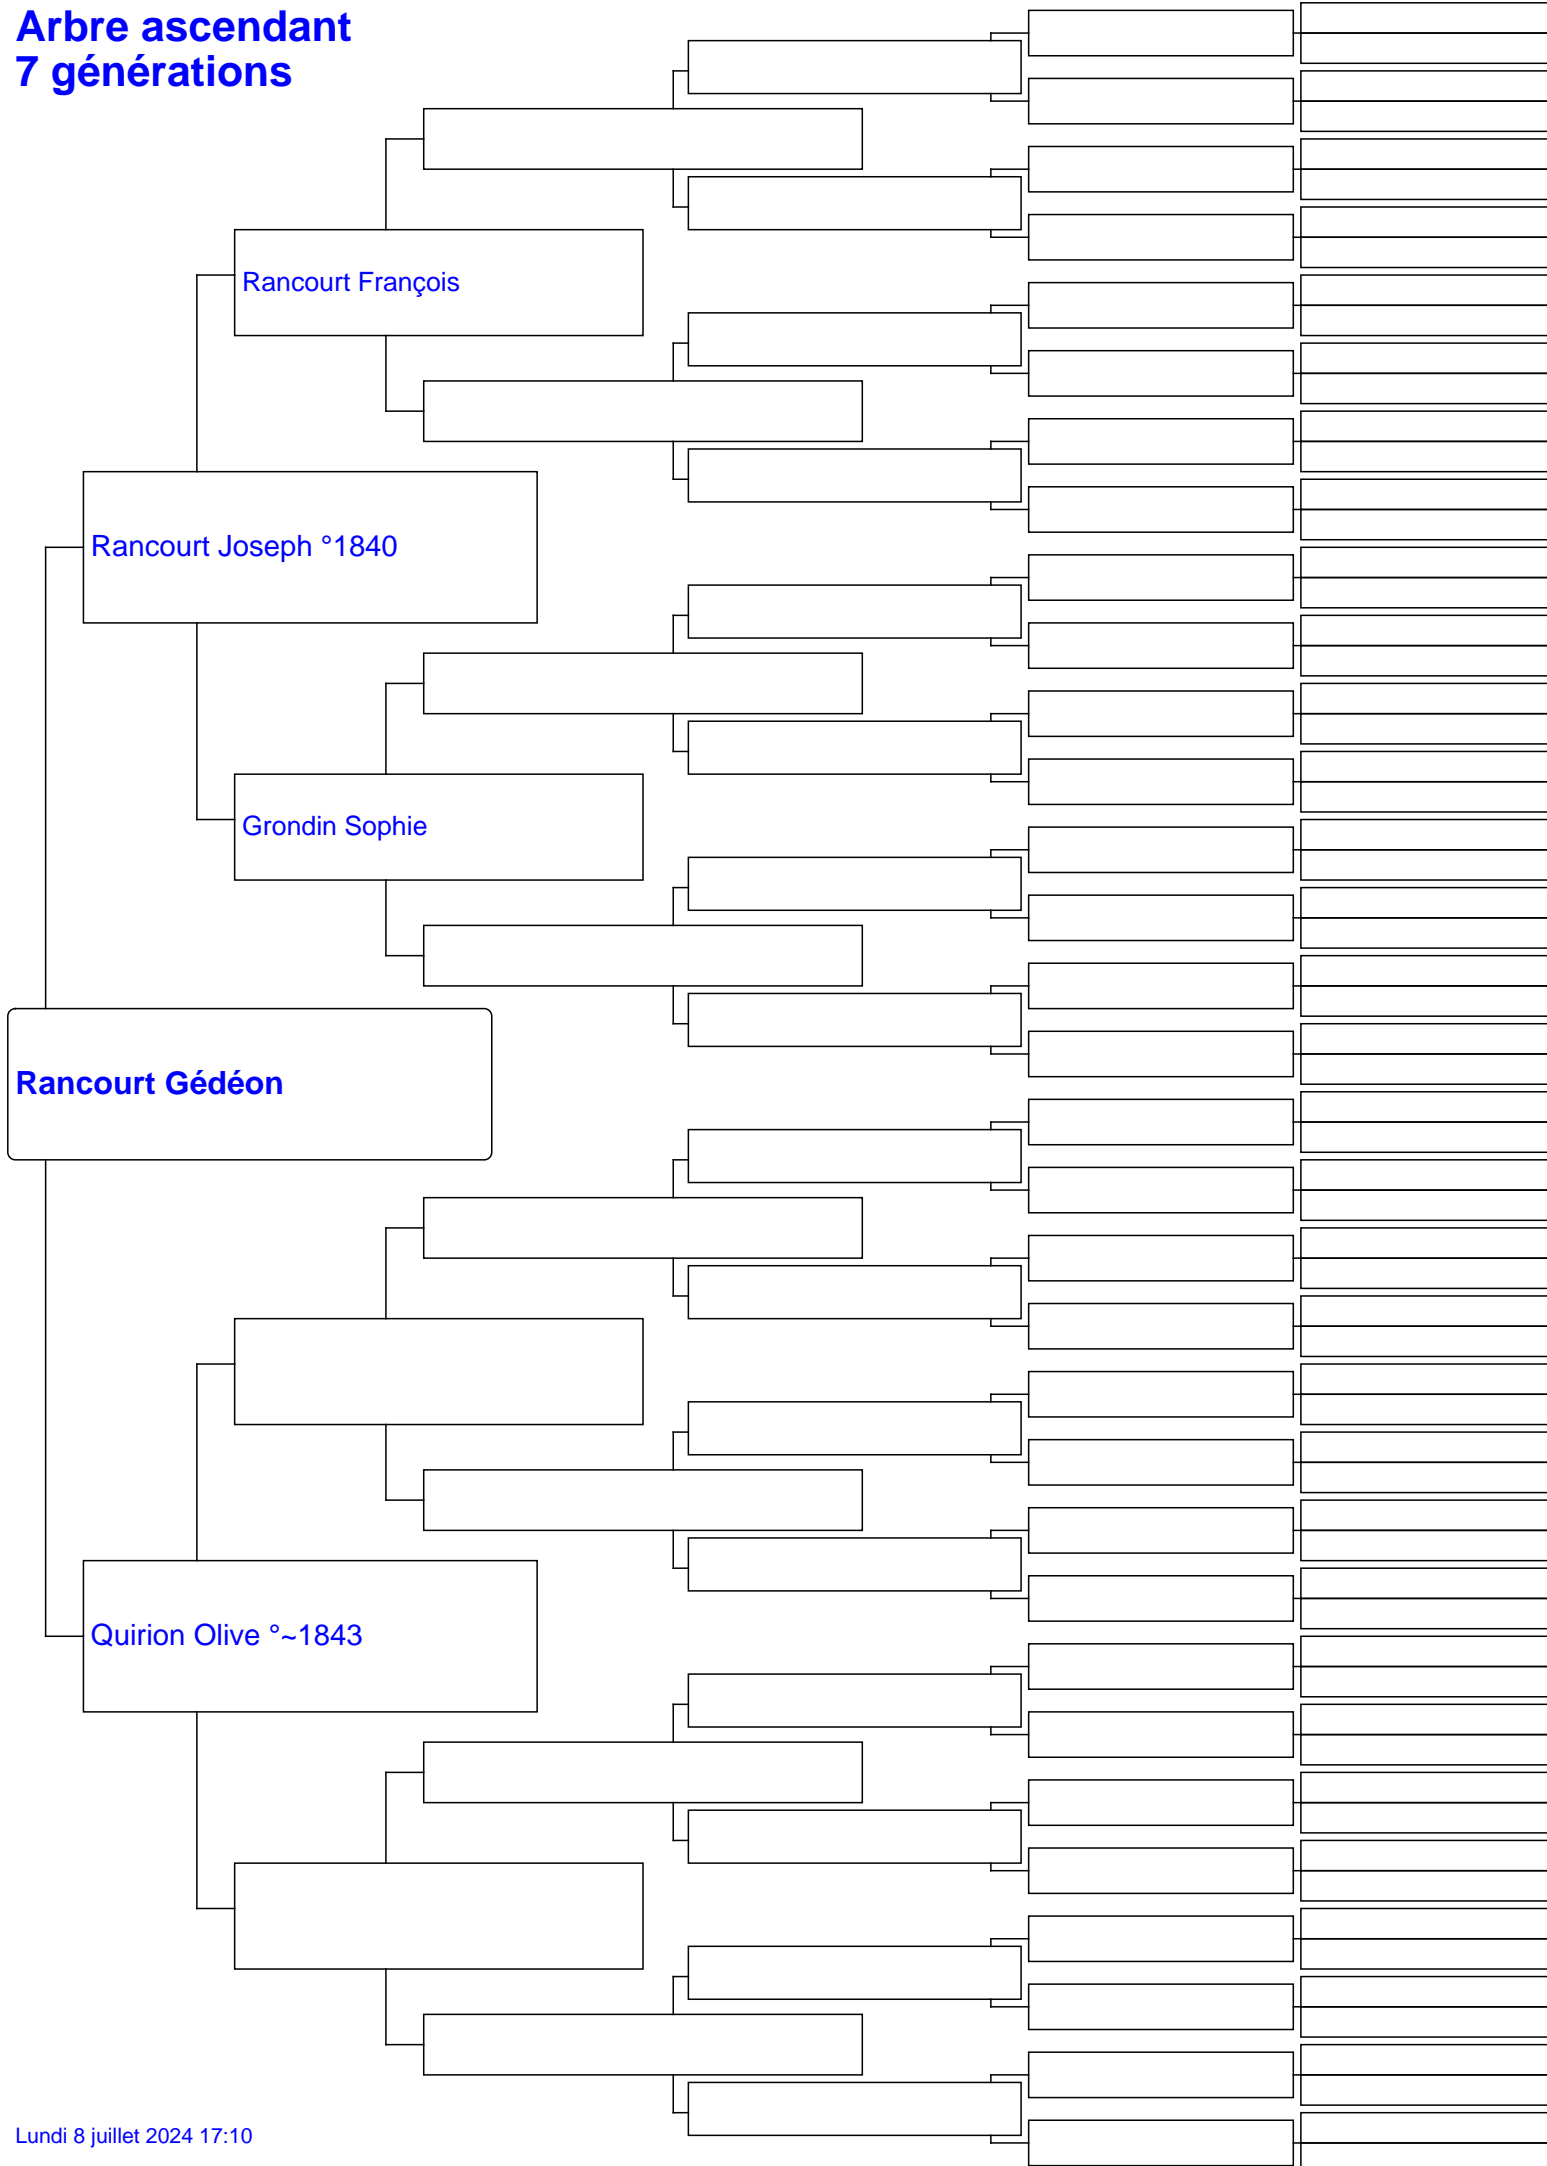 Arbre ascendant
7 générations
Rancourt François
Rancourt Joseph °1840
Grondin Sophie
Rancourt Gédéon
Quirion Olive °~1843
Lundi 8 juillet 2024 17:10